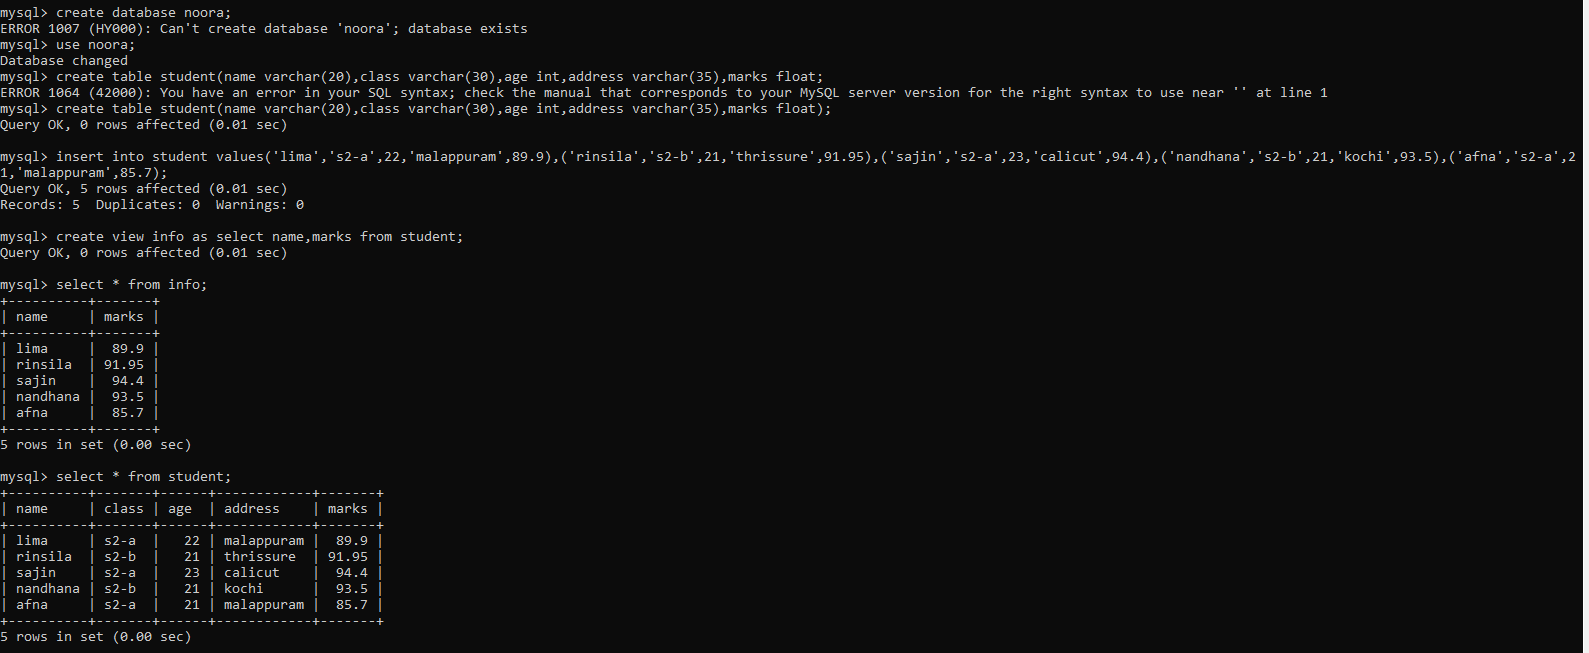 mysql> create database noora;
ERROR 1007 (HY000): Can't create database 'noora'; database exists
mysql> use noora;
Database changed
mysql> create table student(name varchar(20),class varchar(30),age int,address varchar(35),marks float;
ERROR 1064 (42000): You have an error in your SQL syntax; check the manual that corresponds to your MySQL server version for the right syntax to use near '' at line 1
mysql> create table student(name varchar(20),class varchar(30),age int,address varchar(35),marks float);
Query OK, 0 rows affected (0.01 sec)

mysql> insert into student values('lima','s2-a',22,'malappuram',89.9),('rinsila','s2-b',21,'thrissure',91.95),('sajin','s2-a',23,'calicut',94.4),('nandhana','s2-b',21,'kochi',93.5),('afna','s2-a',2
1,'malappuram',85.7);
Query OK, 5 rows affected (0.01 sec)
Records: 5  Duplicates: 0  Warnings: 0

mysql> create view info as select name,marks from student;
Query OK, 0 rows affected (0.01 sec)

mysql> select * from info;
+----------+-------+
| name     | marks |
+----------+-------+
| lima     |  89.9 |
| rinsila  | 91.95 |
| sajin    |  94.4 |
| nandhana |  93.5 |
| afna     |  85.7 |
+----------+-------+
5 rows in set (0.00 sec)

mysql> select * from student;
+----------+-------+------+------------+-------+
| name     | class | age  | address    | marks |
+----------+-------+------+------------+-------+
| lima     | s2-a  |   22 | malappuram |  89.9 |
| rinsila  | s2-b  |   21 | thrissure  | 91.95 |
| sajin    | s2-a  |   23 | calicut    |  94.4 |
| nandhana | s2-b  |   21 | kochi      |  93.5 |
| afna     | s2-a  |   21 | malappuram |  85.7 |
+----------+-------+------+------------+-------+
5 rows in set (0.00 sec)